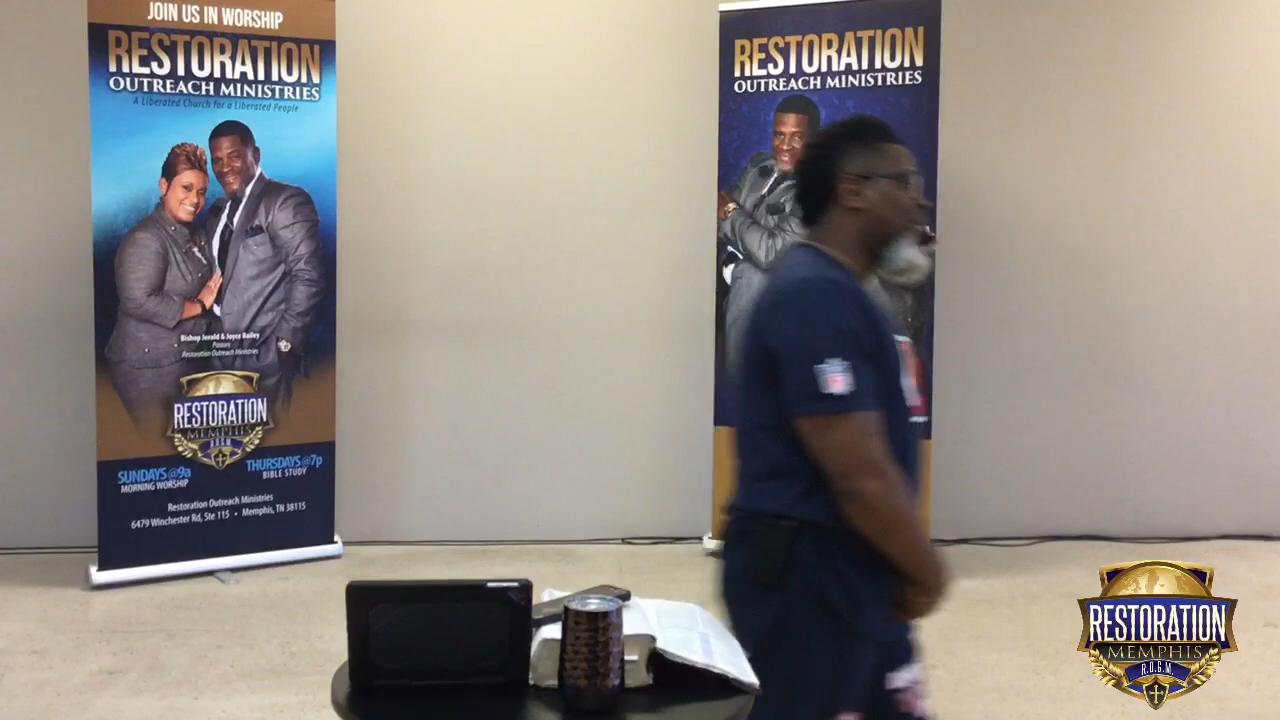 JOIN US IN WORSHIP
RESTORATION
OUTREACH MINISTRIES
A Liberated Church for a Liberated People
Bishop Jerald & Joyce Bailey
Pastors
Restoration Outreach Ministries
RESTORATION
MEMPHIS
R.O.G.M
SUNDAYS@9a
MORNING WORSHIP
THURSDAYS@7p
BIBLE STUDY
Restoration Outreach Ministries
6479 Winchester Rd, Ste 115 • Memphis, TN 38115
RESTORATION
OUTREACH MINISTRIES
NFL
RESTORATION
MEMPHIS
R.O.G.M